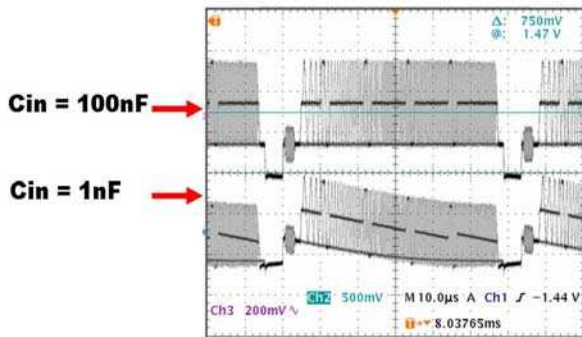 Δ: 750mV
@: 1.47 V
Cin = 100nF
Cin = 1nF
Ch2 500mV M 10.0µs A Ch1 ∫ -1.44 V
Ch3 200mV
8.03765ms